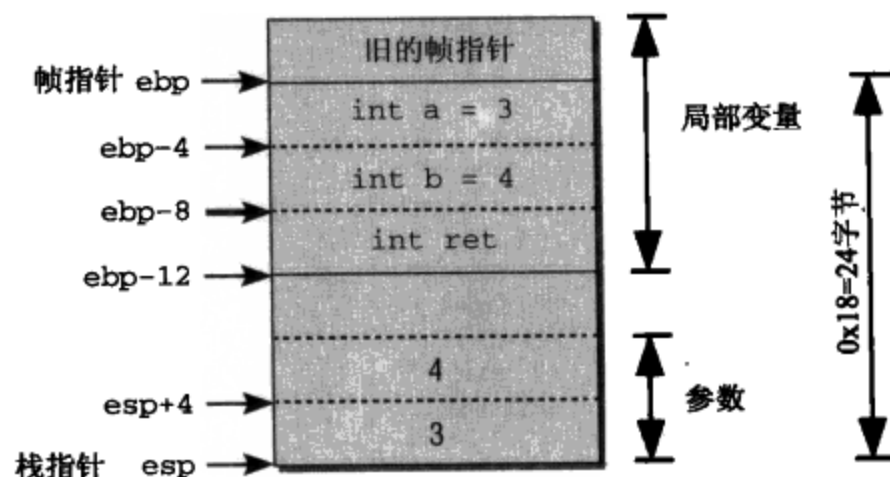 旧的帧指针
帧指针 ebp
int a = 3
局部变量
ebp-4
int b = 4
ebp-8
int ret
ebp-12
0x18=24字节
4
esp+4
参数
3
栈指针 esp